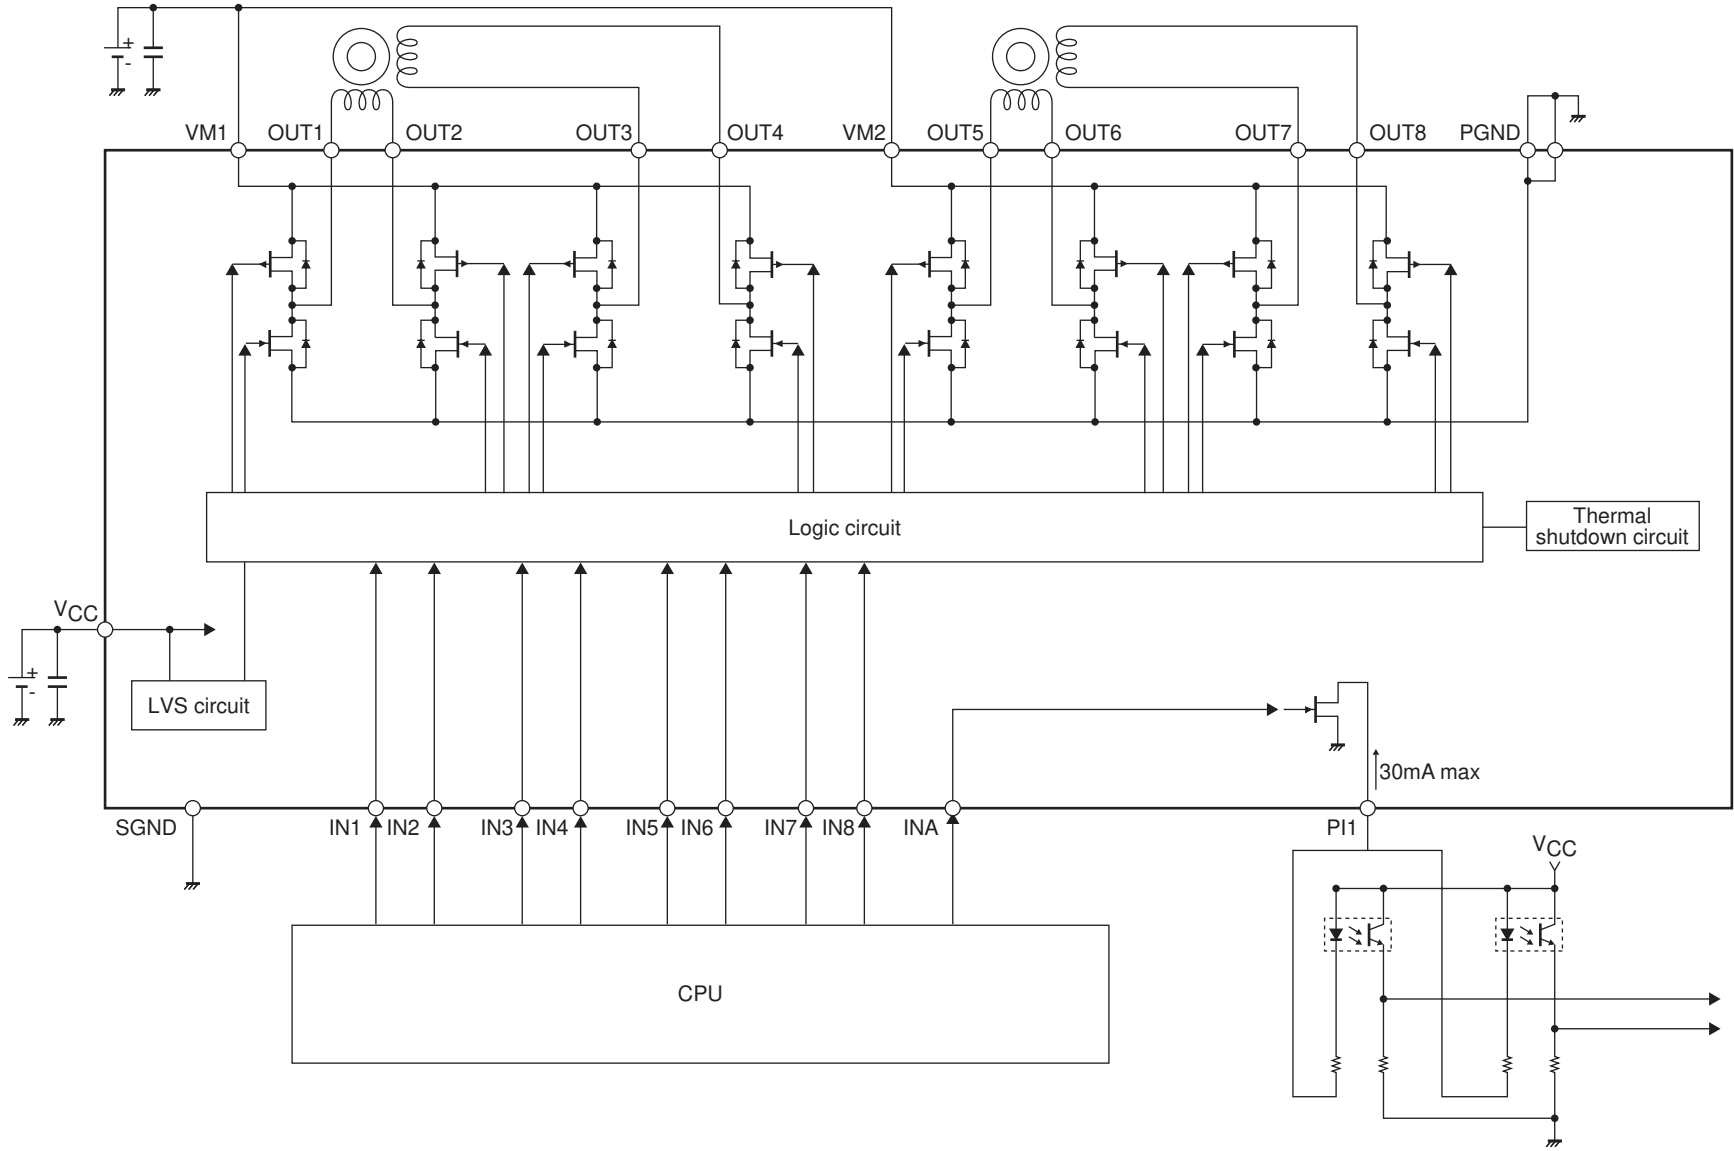 +
-
VM1 OUT1 OUT2 OUT3 OUT4 VM2 OUT5 OUT6 OUT7 OUT8 PGND
Logic circuit
Thermal
shutdown circuit
VCC
+
-
LVS circuit
30mA max
SGND IN1 IN2 IN3 IN4 IN5 IN6 IN7 IN8 INA PI1
VCC
CPU